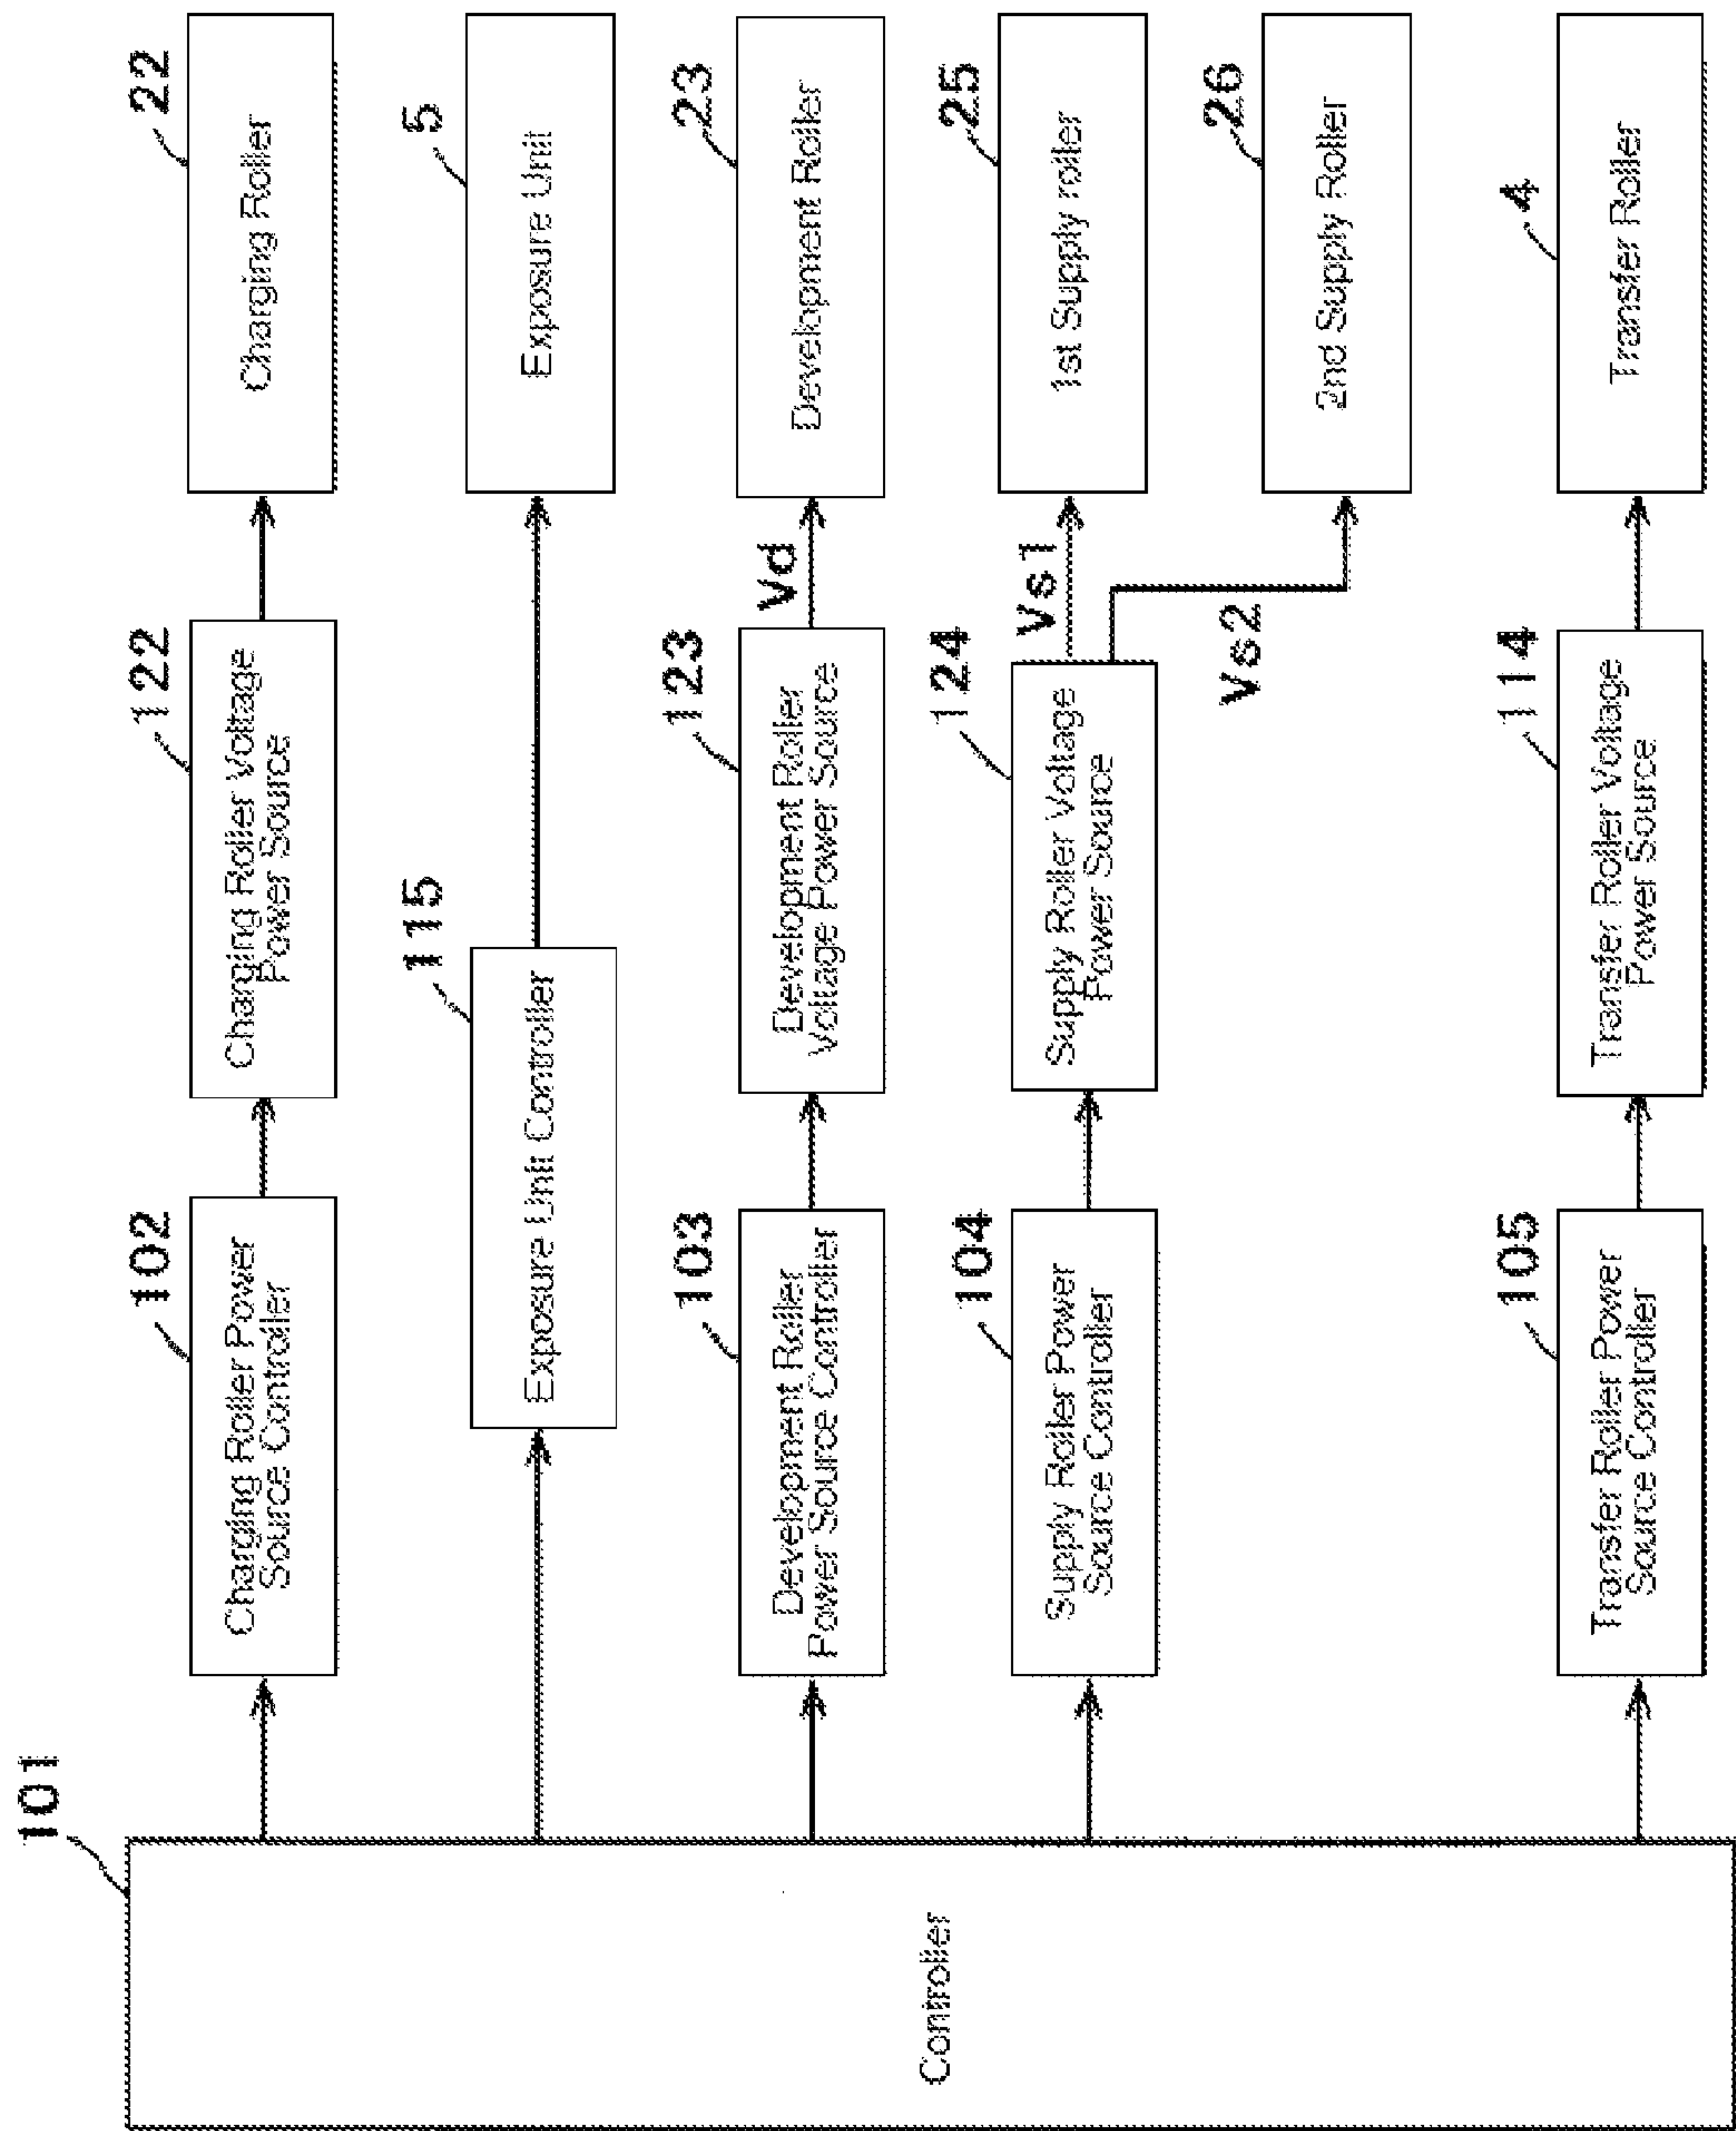 101
Controller
102
Charging Roller Power
Source Controller
122
Charging Roller Voltage
Power Source
22
Charging Roller
115
Exposure Unit Controller
5
Exposure Unit
103
Development Roller
Power Source Controller
123
Development Roller
Voltage Power Source
Vd
23
Development Roller
104
Supply Roller Power
Source Controller
124
Supply Roller Voltage
Power Source
Vs1
25
1st Supply roller
Vs2
26
2nd Supply Roller
105
Transfer Roller Power
Source Controller
114
Transfer Roller Voltage
Power Source
4
Transfer Roller